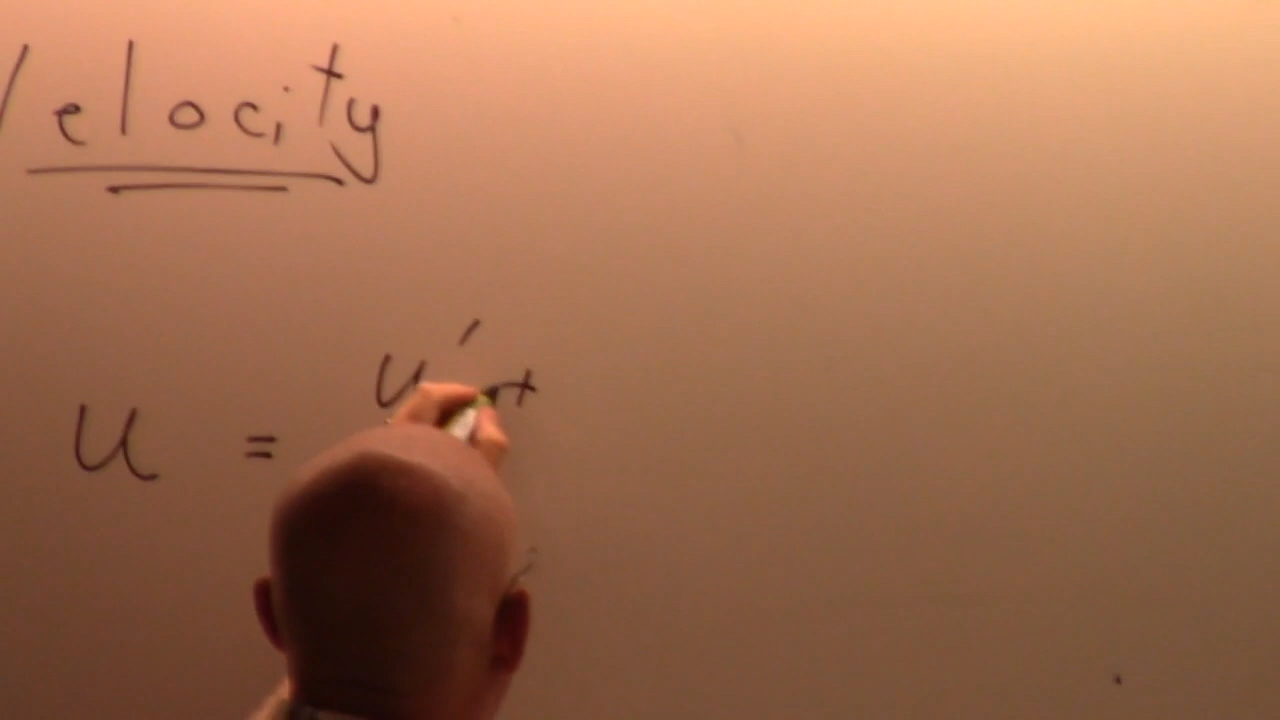 Velocity
u = u' +